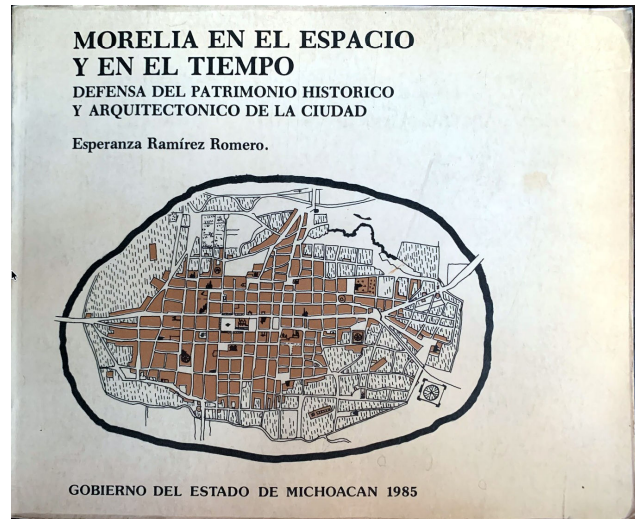 MORELIA EN EL ESPACIO
Y EN EL TIEMPO
DEFENSA DEL PATRIMONIO HISTORICO
Y ARQUITECTONICO DE LA CIUDAD
Esperanza Ramírez Romero.
GOBIERNO DEL ESTADO DE MICHOACAN 1985